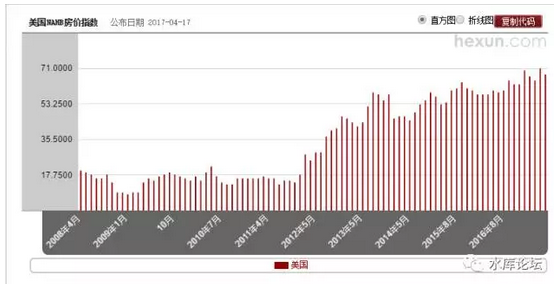 美国NAHB房价指数 公布日期 2017-04-17 直方图 折线图 复制代码
hexun.com
71.0000
53.2500
35.5000
17.7500
2008年4月 2009年1月 10月 2010年7月 2011年4月 2012年5月 2013年5月 2014年5月 2015年8月 2016年8月
美国
水库论坛